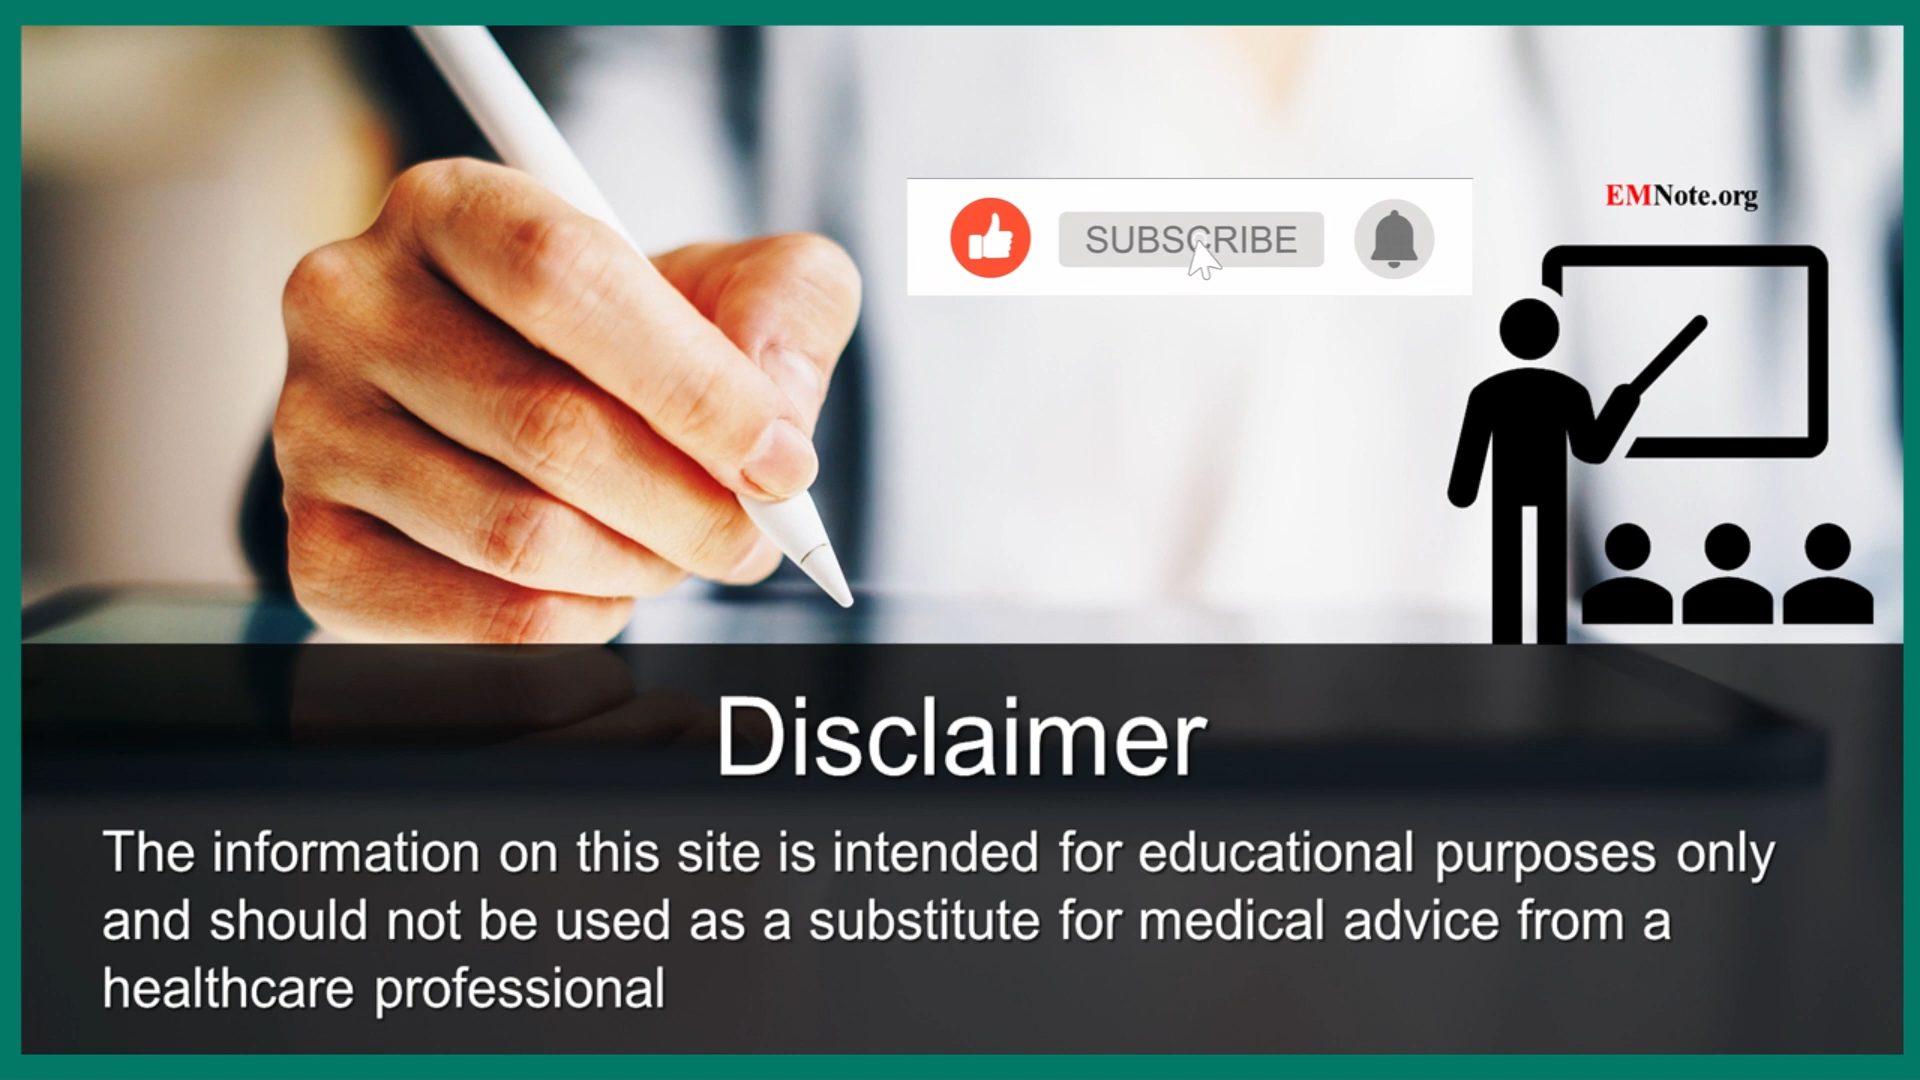 SUBSCRIBE
EMNote.org
Disclaimer
The information on this site is intended for educational purposes only
and should not be used as a substitute for medical advice from a
healthcare professional